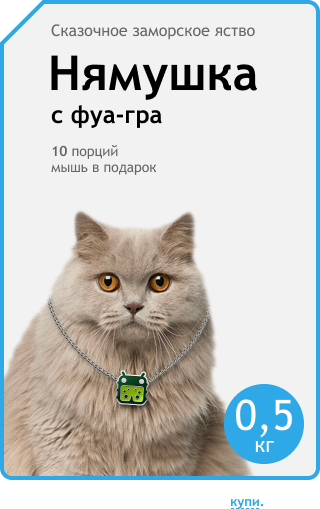 Сказочное заморское яство
Нямушка
с фуа-гра
10 порций
мышь в подарок
0,5
кг
купи.